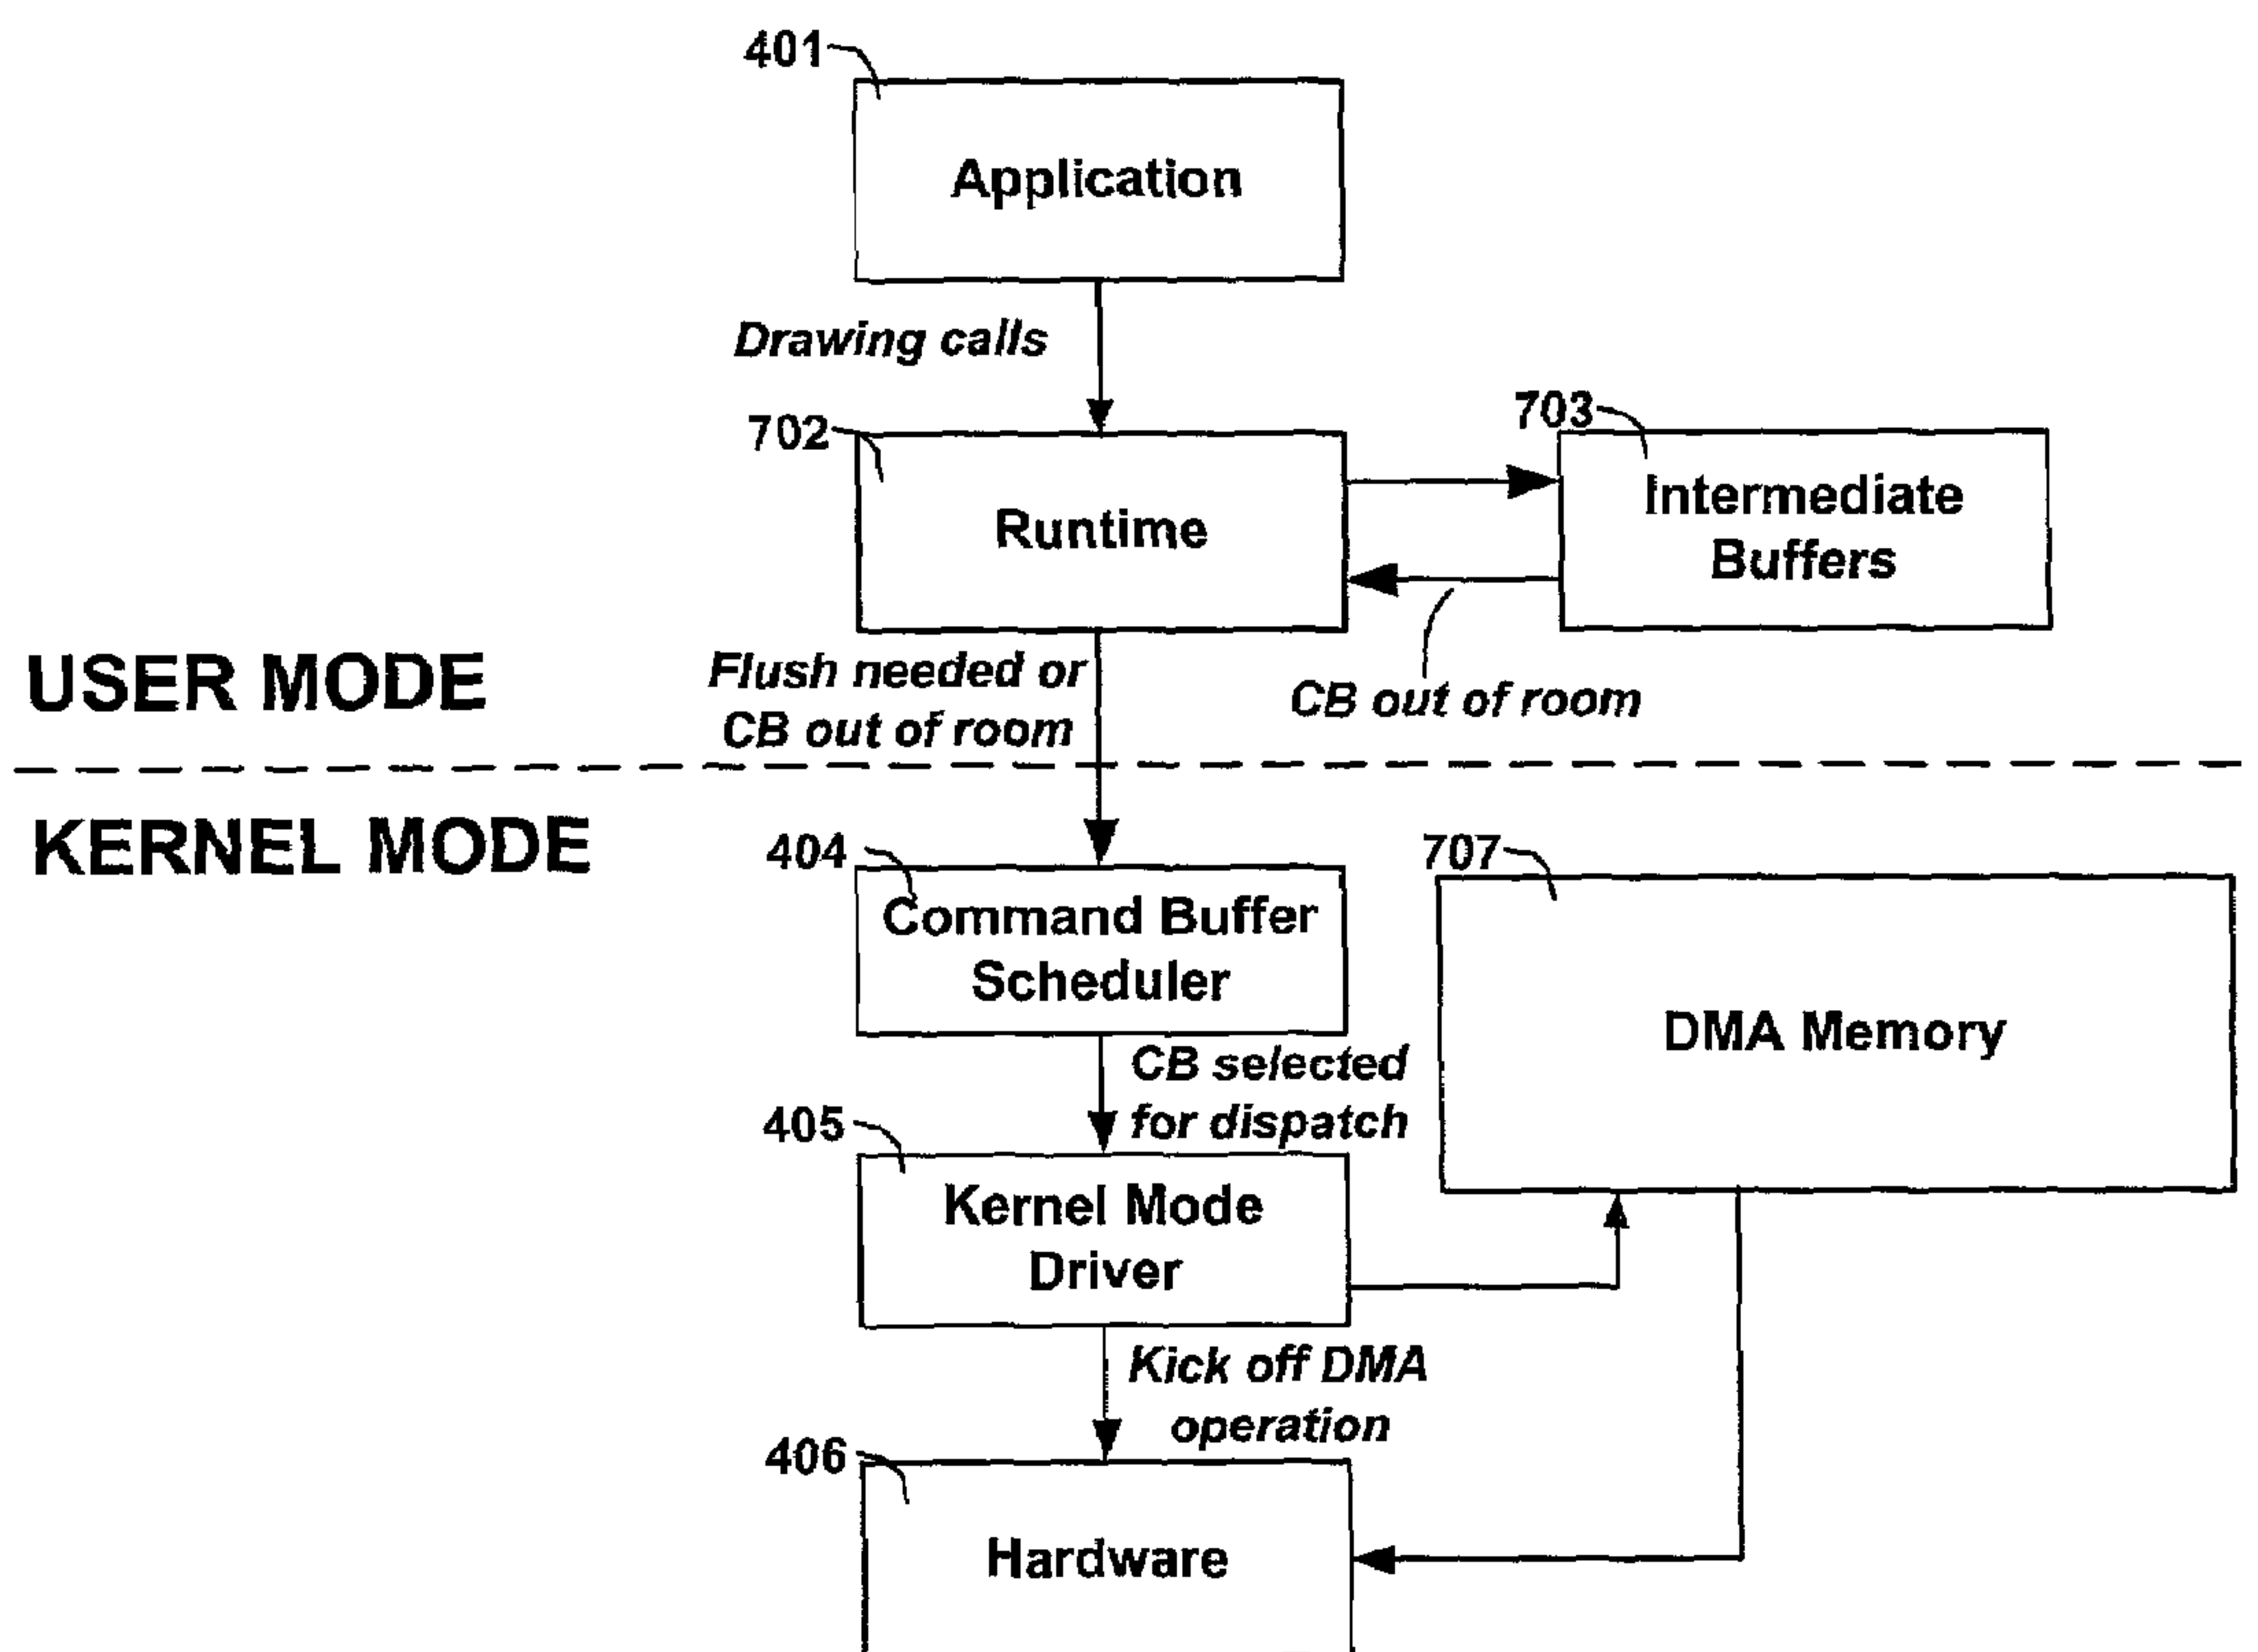 401
Application
Drawing calls
702
Runtime
703
Intermediate
Buffers
USER MODE
Flush needed or
CB out of room
CB out of room
KERNEL MODE
404
Command Buffer
Scheduler
707
DMA Memory
CB selected
for dispatch
405
Kernel Mode
Driver
Kick off DMA
operation
406
Hardware